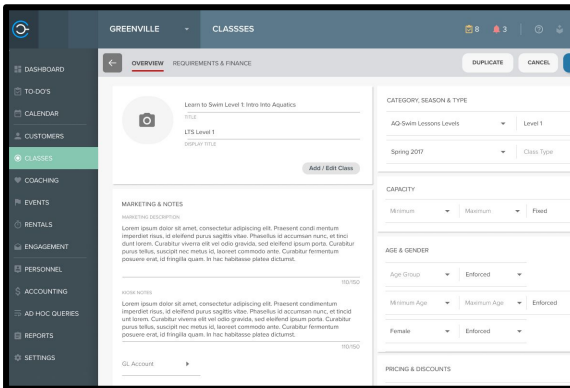 GREENVILLE
CLASSSES
8
3
DASHBOARD
TO-DO'S
CALENDAR
CUSTOMERS
CLASSES
COACHING
EVENTS
RENTALS
ENGAGEMENT
PERSONNEL
ACCOUNTING
AD HOC QUERIES
REPORTS
SETTINGS
OVERVIEW REQUIREMENTS & FINANCE
DUPLICATE CANCEL
Learn to Swim Level 1: Intro Into Aquatics
TITLE
LTS Level 1
DISPLAY TITLE
Add / Edit Class
MARKETING & NOTES
MARKETING DESCRIPTION
Lorem ipsum dolor sit amet, consectetur adipiscing elit. Praesent condi mentum
imperdiet risus, id eleifend purus sagittis vitae. Phasellus id accumsan nunc, et tinci
dunt lorem. Curabitur viverra elit vel odio gravida, sed eleifend ipsum porta. Curabitur
purus tellus, suscipit nec metus id, laoreet commodo ante. Curabitur fermentum
posuere erat, id fringilla quam. In hac habitasse platea dictumst.
110/150
NOTES
Lorem ipsum dolor sit amet, consectetur adipiscing elit. Praesent condimentum
imperdiet risus, id eleifend purus sagittis vitae. Phasellus id accumsan nunc, et tincid
unt lorem. Curabitur viverra elit vel odio gravida, sed eleifend ipsum porta. Curabitur
purus tellus, suscipit nec metus id, laoreet commodo ante. Curabitur fermentum
posuere erat, id fringilla quam. In hac habitasse platea dictumst.
110/150
GL Account
CATEGORY, SEASON & TYPE
AQ-Swim Lessons Levels Level 1
Spring 2017 Class Type
CAPACITY
Minimum Maximum Fixed
AGE & GENDER
Age Group Enforced
Minimum Age Maximum Age Enforced
Female Enforced
PRICING & DISCOUNTS